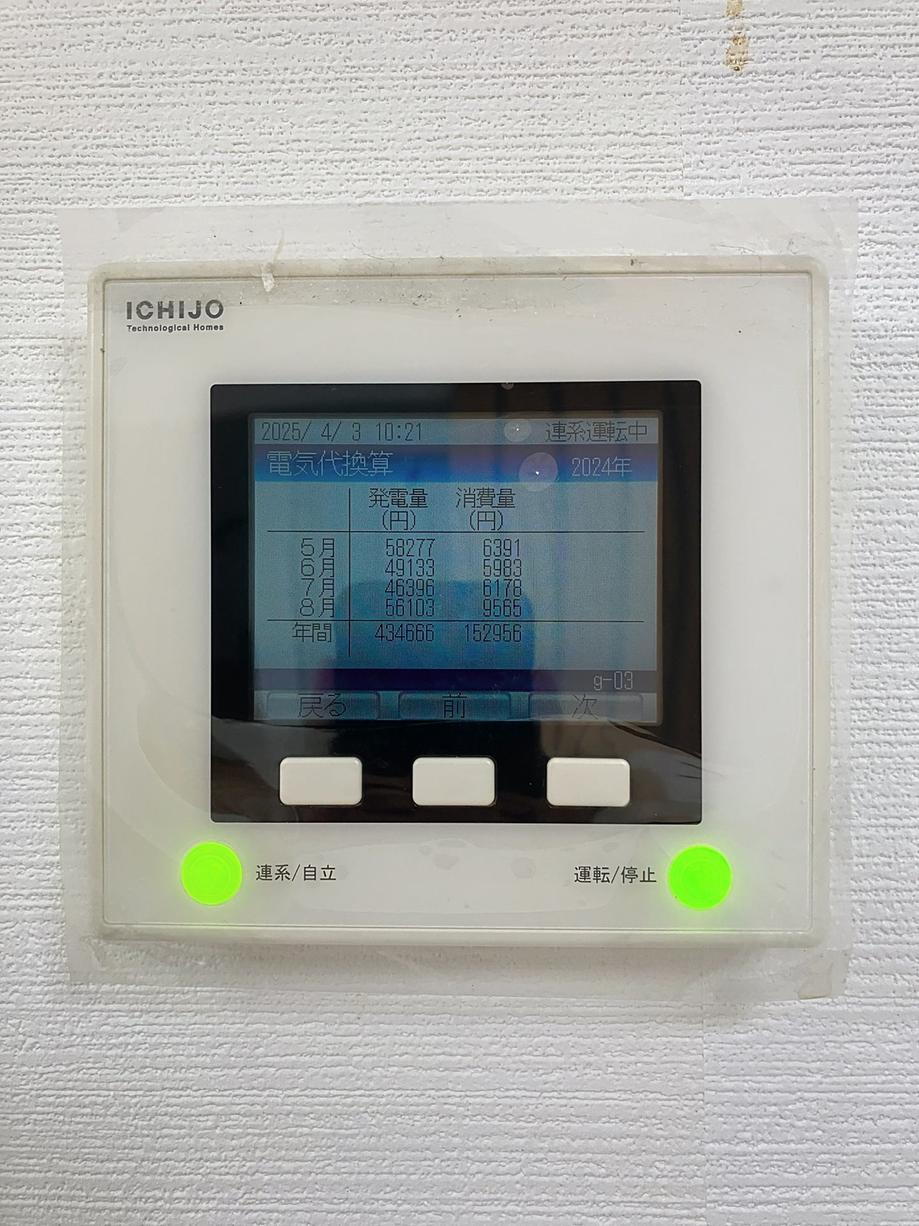 ICHIJO
Technological Homes
2025/ 4/ 3 10:21 連系運転中
電気代換算 2024年
発電量 消費量
(円) (円)
5月 58277 6391
6月 49133 5983
7月 46396 6178
8月 56103 9565
年間 434666 152956
g-03
戻る 前 次
連系/自立 運転/停止